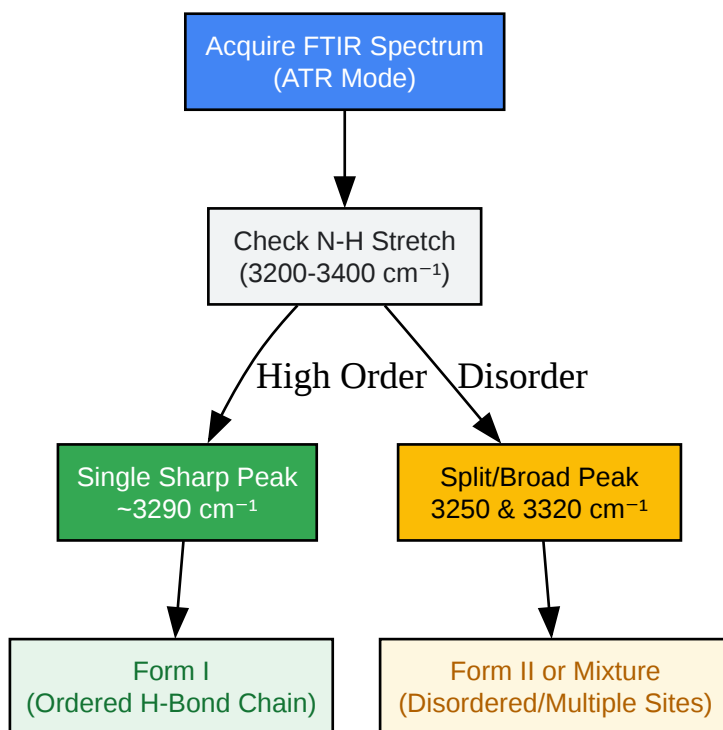 Acquire FTIR Spectrum
(ATR Mode)
Check N-H Stretch
(3200-3400 cm⁻¹)
High Order
Disorder
Single Sharp Peak
~3290 cm⁻¹
Split/Broad Peak
3250 & 3320 cm⁻¹
Form I
(Ordered H-Bond Chain)
Form II or Mixture
(Disordered/Multiple Sites)